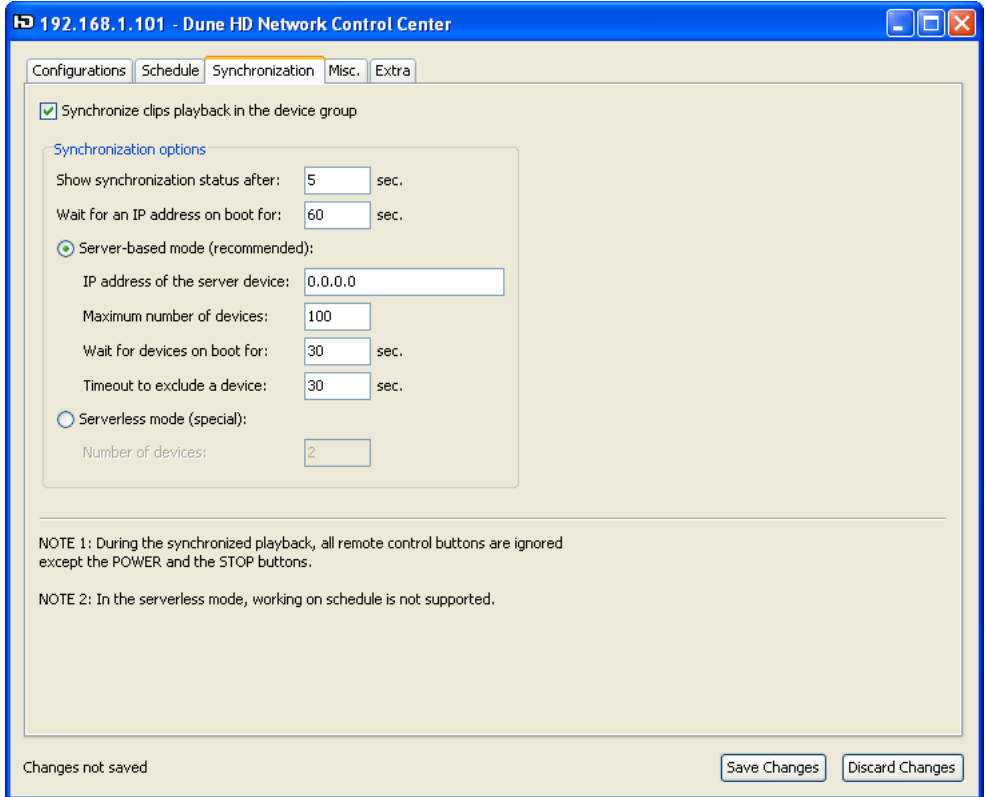 192.168.1.101 - Dune HD Network Control Center
Configurations Schedule Synchronization Misc. Extra
Synchronize clips playback in the device group
Synchronization options
Show synchronization status after: 5 sec.
Wait for an IP address on boot for: 60 sec.
Server-based mode (recommended):
IP address of the server device: 0.0.0.0
Maximum number of devices: 100
Wait for devices on boot for: 30 sec.
Timeout to exclude a device: 30 sec.
Serverless mode (special):
Number of devices: 2
NOTE 1: During the synchronized playback, all remote control buttons are ignored
except the POWER and the STOP buttons.
NOTE 2: In the serverless mode, working on schedule is not supported.
Changes not saved Save Changes Discard Changes